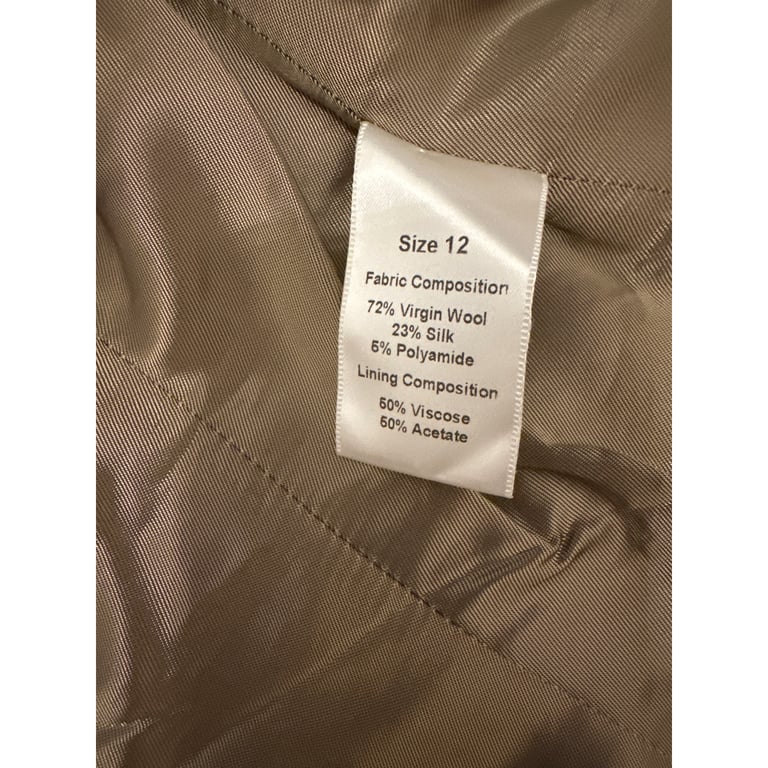 Size 12
Fabric Composition
72% Virgin Wool
23% Silk
5% Polyamide
Lining Composition
50% Viscose
50% Acetate